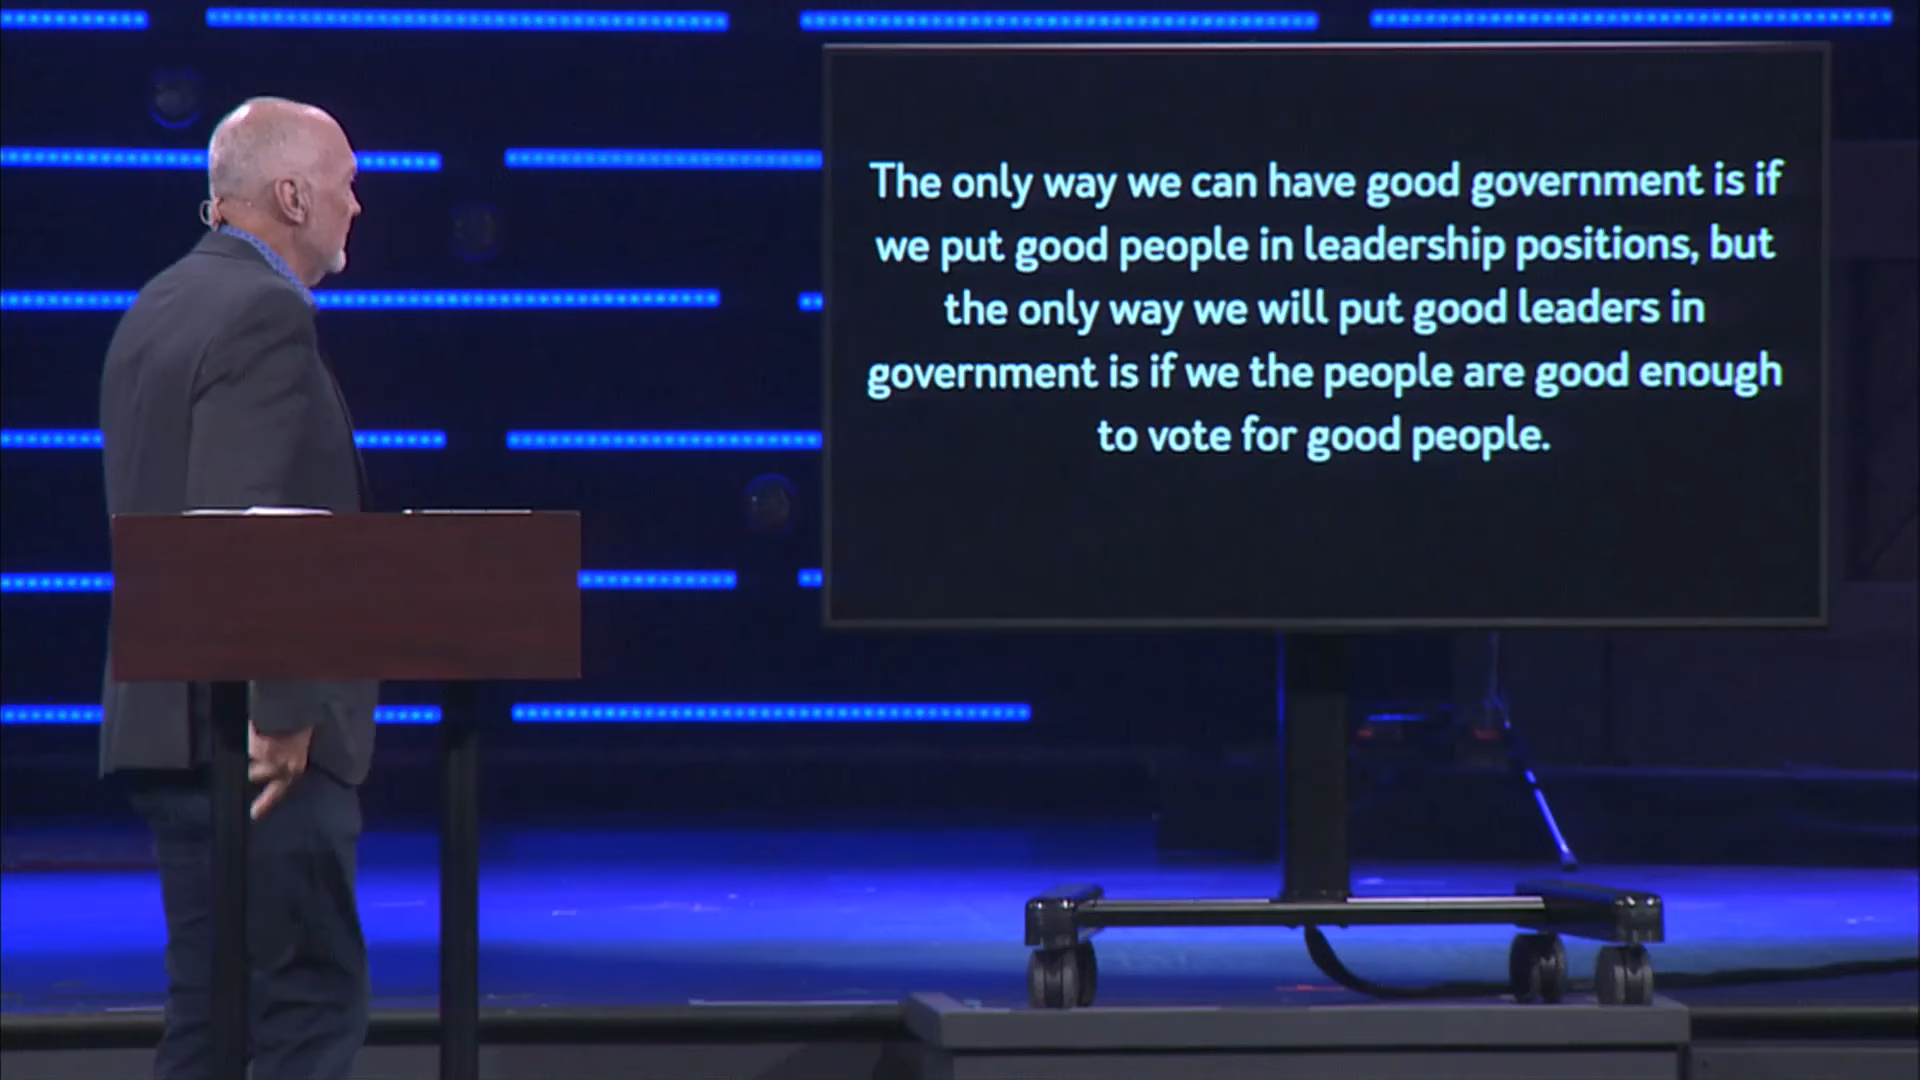 The only way we can have good government is if
we put good people in leadership positions, but
the only way we will put good leaders in
government is if we the people are good enough
to vote for good people.